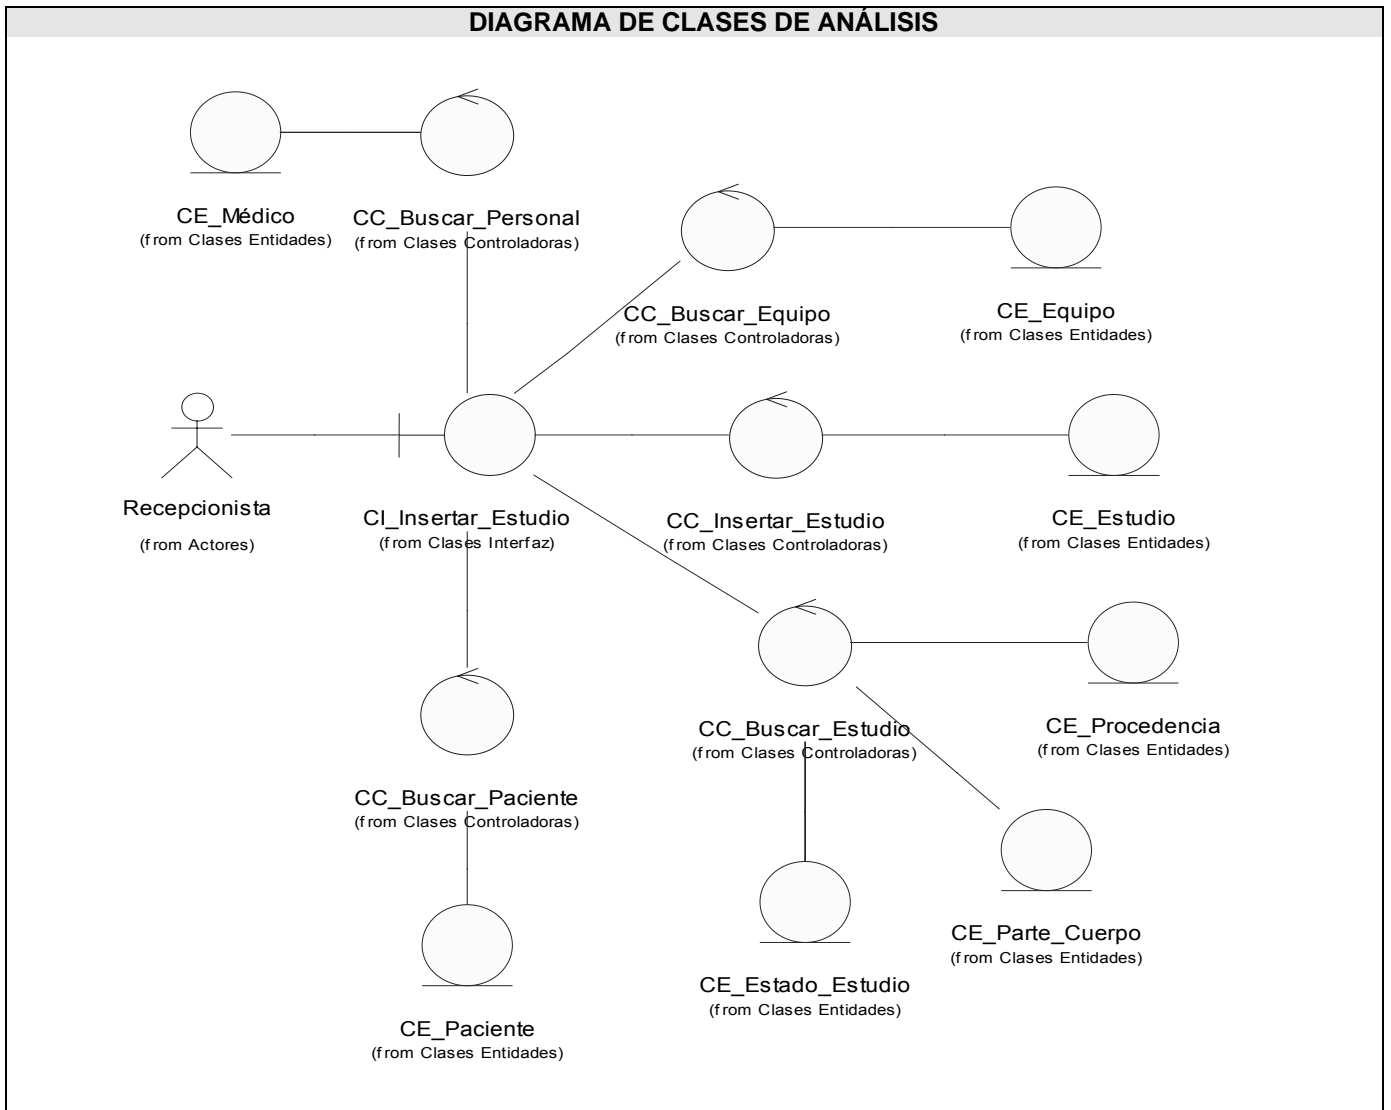 DIAGRAMA DE CLASES DE ANÁLISIS
CE_Médico
(from Clases Entidades)
CC_Buscar_Personal
(from Clases Controladoras)
CC_Buscar_Equipo
(from Clases Controladoras)
CE_Equipo
(from Clases Entidades)
Recepcionista
(from Actores)
CI_Insertar_Estudio
(from Clases Interfaz)
CC_Insertar_Estudio
(from Clases Controladoras)
CE_Estudio
(from Clases Entidades)
CC_Buscar_Estudio
(from Clases Controladoras)
CE_Procedencia
(from Clases Entidades)
CC_Buscar_Paciente
(from Clases Controladoras)
CE_Parte_Cuerpo
(from Clases Entidades)
CE_Estado_Estudio
(from Clases Entidades)
CE_Paciente
(from Clases Entidades)